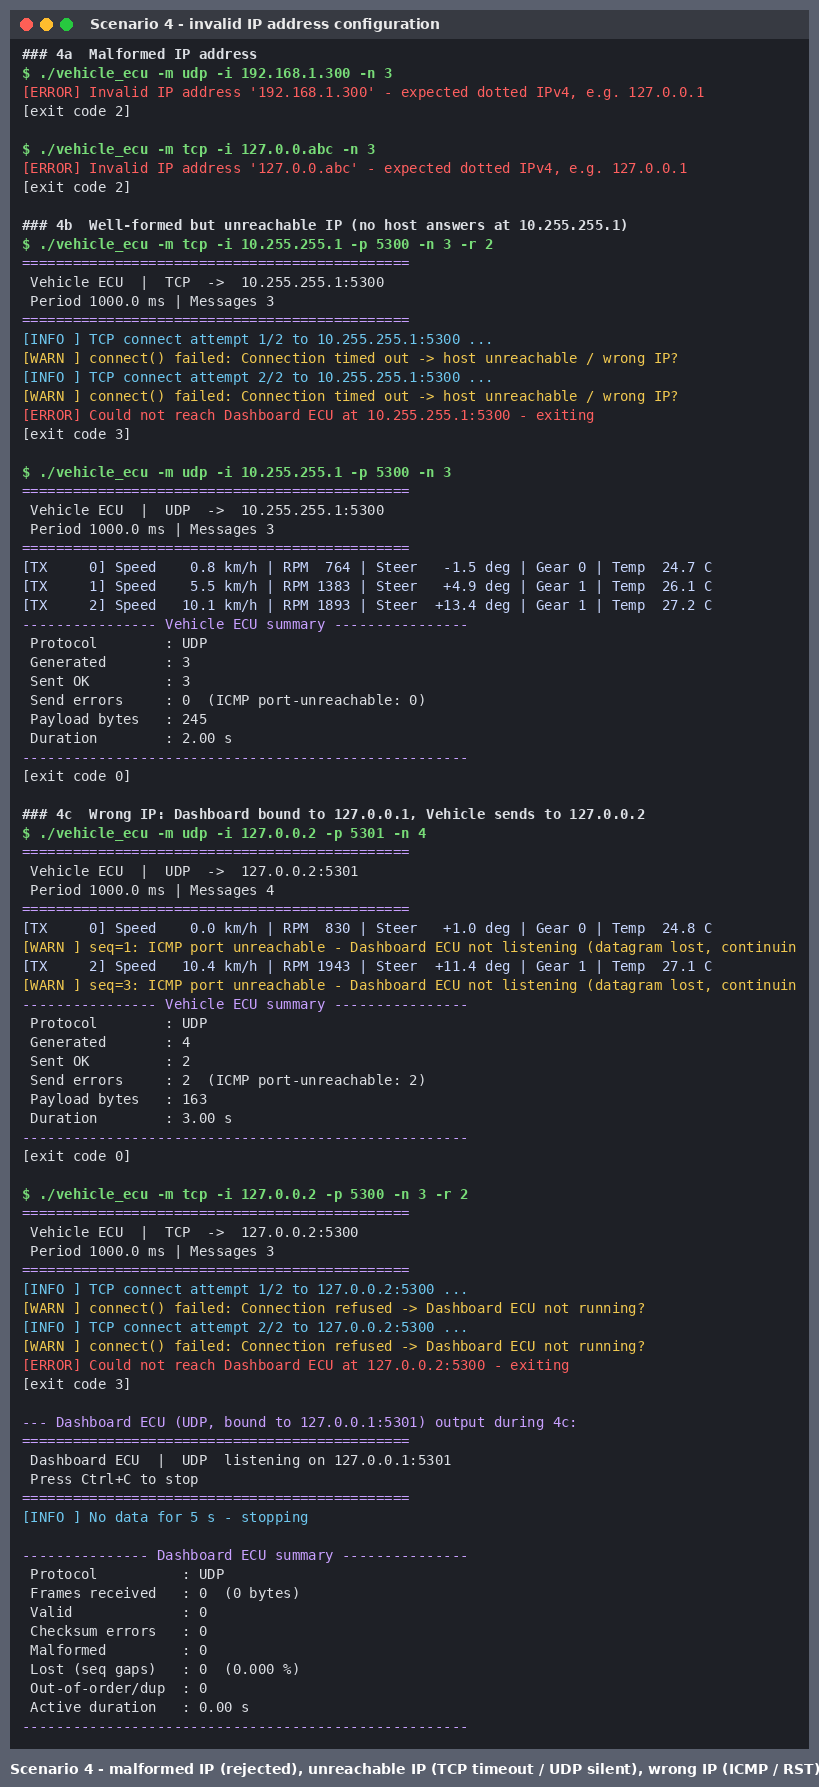 Scenario 4 - invalid IP address configuration
### 4a  Malformed IP address
$ ./vehicle_ecu -m udp -i 192.168.1.300 -n 3
[ERROR] Invalid IP address '192.168.1.300' - expected dotted IPv4, e.g. 127.0.0.1
[exit code 2]
$ ./vehicle_ecu -m tcp -i 127.0.0.abc -n 3
[ERROR] Invalid IP address '127.0.0.abc' - expected dotted IPv4, e.g. 127.0.0.1
[exit code 2]
### 4b  Well-formed but unreachable IP (no host answers at 10.255.255.1)
$ ./vehicle_ecu -m tcp -i 10.255.255.1 -p 5300 -n 3 -r 2
==============================================
 Vehicle ECU  |  TCP  ->  10.255.255.1:5300
 Period 1000.0 ms | Messages 3
==============================================
[INFO ] TCP connect attempt 1/2 to 10.255.255.1:5300 ...
[WARN ] connect() failed: Connection timed out -> host unreachable / wrong IP?
[INFO ] TCP connect attempt 2/2 to 10.255.255.1:5300 ...
[WARN ] connect() failed: Connection timed out -> host unreachable / wrong IP?
[ERROR] Could not reach Dashboard ECU at 10.255.255.1:5300 - exiting
[exit code 3]
$ ./vehicle_ecu -m udp -i 10.255.255.1 -p 5300 -n 3
==============================================
 Vehicle ECU  |  UDP  ->  10.255.255.1:5300
 Period 1000.0 ms | Messages 3
==============================================
[TX     0] Speed    0.8 km/h | RPM  764 | Steer   -1.5 deg | Gear 0 | Temp  24.7 C
[TX     1] Speed    5.5 km/h | RPM 1383 | Steer   +4.9 deg | Gear 1 | Temp  26.1 C
[TX     2] Speed   10.1 km/h | RPM 1893 | Steer  +13.4 deg | Gear 1 | Temp  27.2 C
---------------- Vehicle ECU summary ----------------
 Protocol        : UDP
 Generated       : 3
 Sent OK         : 3
 Send errors     : 0  (ICMP port-unreachable: 0)
 Payload bytes   : 245
 Duration        : 2.00 s
-----------------------------------------------------
[exit code 0]
### 4c  Wrong IP: Dashboard bound to 127.0.0.1, Vehicle sends to 127.0.0.2
$ ./vehicle_ecu -m udp -i 127.0.0.2 -p 5301 -n 4
==============================================
 Vehicle ECU  |  UDP  ->  127.0.0.2:5301
 Period 1000.0 ms | Messages 4
==============================================
[TX     0] Speed    0.0 km/h | RPM  830 | Steer   +1.0 deg | Gear 0 | Temp  24.8 C
[WARN ] seq=1: ICMP port unreachable - Dashboard ECU not listening (datagram lost, continuin
[TX     2] Speed   10.4 km/h | RPM 1943 | Steer  +11.4 deg | Gear 1 | Temp  27.1 C
[WARN ] seq=3: ICMP port unreachable - Dashboard ECU not listening (datagram lost, continuin
---------------- Vehicle ECU summary ----------------
 Protocol        : UDP
 Generated       : 4
 Sent OK         : 2
 Send errors     : 2  (ICMP port-unreachable: 2)
 Payload bytes   : 163
 Duration        : 3.00 s
-----------------------------------------------------
[exit code 0]
$ ./vehicle_ecu -m tcp -i 127.0.0.2 -p 5300 -n 3 -r 2
==============================================
 Vehicle ECU  |  TCP  ->  127.0.0.2:5300
 Period 1000.0 ms | Messages 3
==============================================
[INFO ] TCP connect attempt 1/2 to 127.0.0.2:5300 ...
[WARN ] connect() failed: Connection refused -> Dashboard ECU not running?
[INFO ] TCP connect attempt 2/2 to 127.0.0.2:5300 ...
[WARN ] connect() failed: Connection refused -> Dashboard ECU not running?
[ERROR] Could not reach Dashboard ECU at 127.0.0.2:5300 - exiting
[exit code 3]
--- Dashboard ECU (UDP, bound to 127.0.0.1:5301) output during 4c:
==============================================
 Dashboard ECU  |  UDP  listening on 127.0.0.1:5301
 Press Ctrl+C to stop
==============================================
[INFO ] No data for 5 s - stopping
--------------- Dashboard ECU summary ---------------
 Protocol          : UDP
 Frames received   : 0  (0 bytes)
 Valid             : 0
 Checksum errors   : 0
 Malformed         : 0
 Lost (seq gaps)   : 0  (0.000 %)
 Out-of-order/dup  : 0
 Active duration   : 0.00 s
-----------------------------------------------------
Scenario 4 - malformed IP (rejected), unreachable IP (TCP timeout / UDP silent), wrong IP (ICMP / RST)